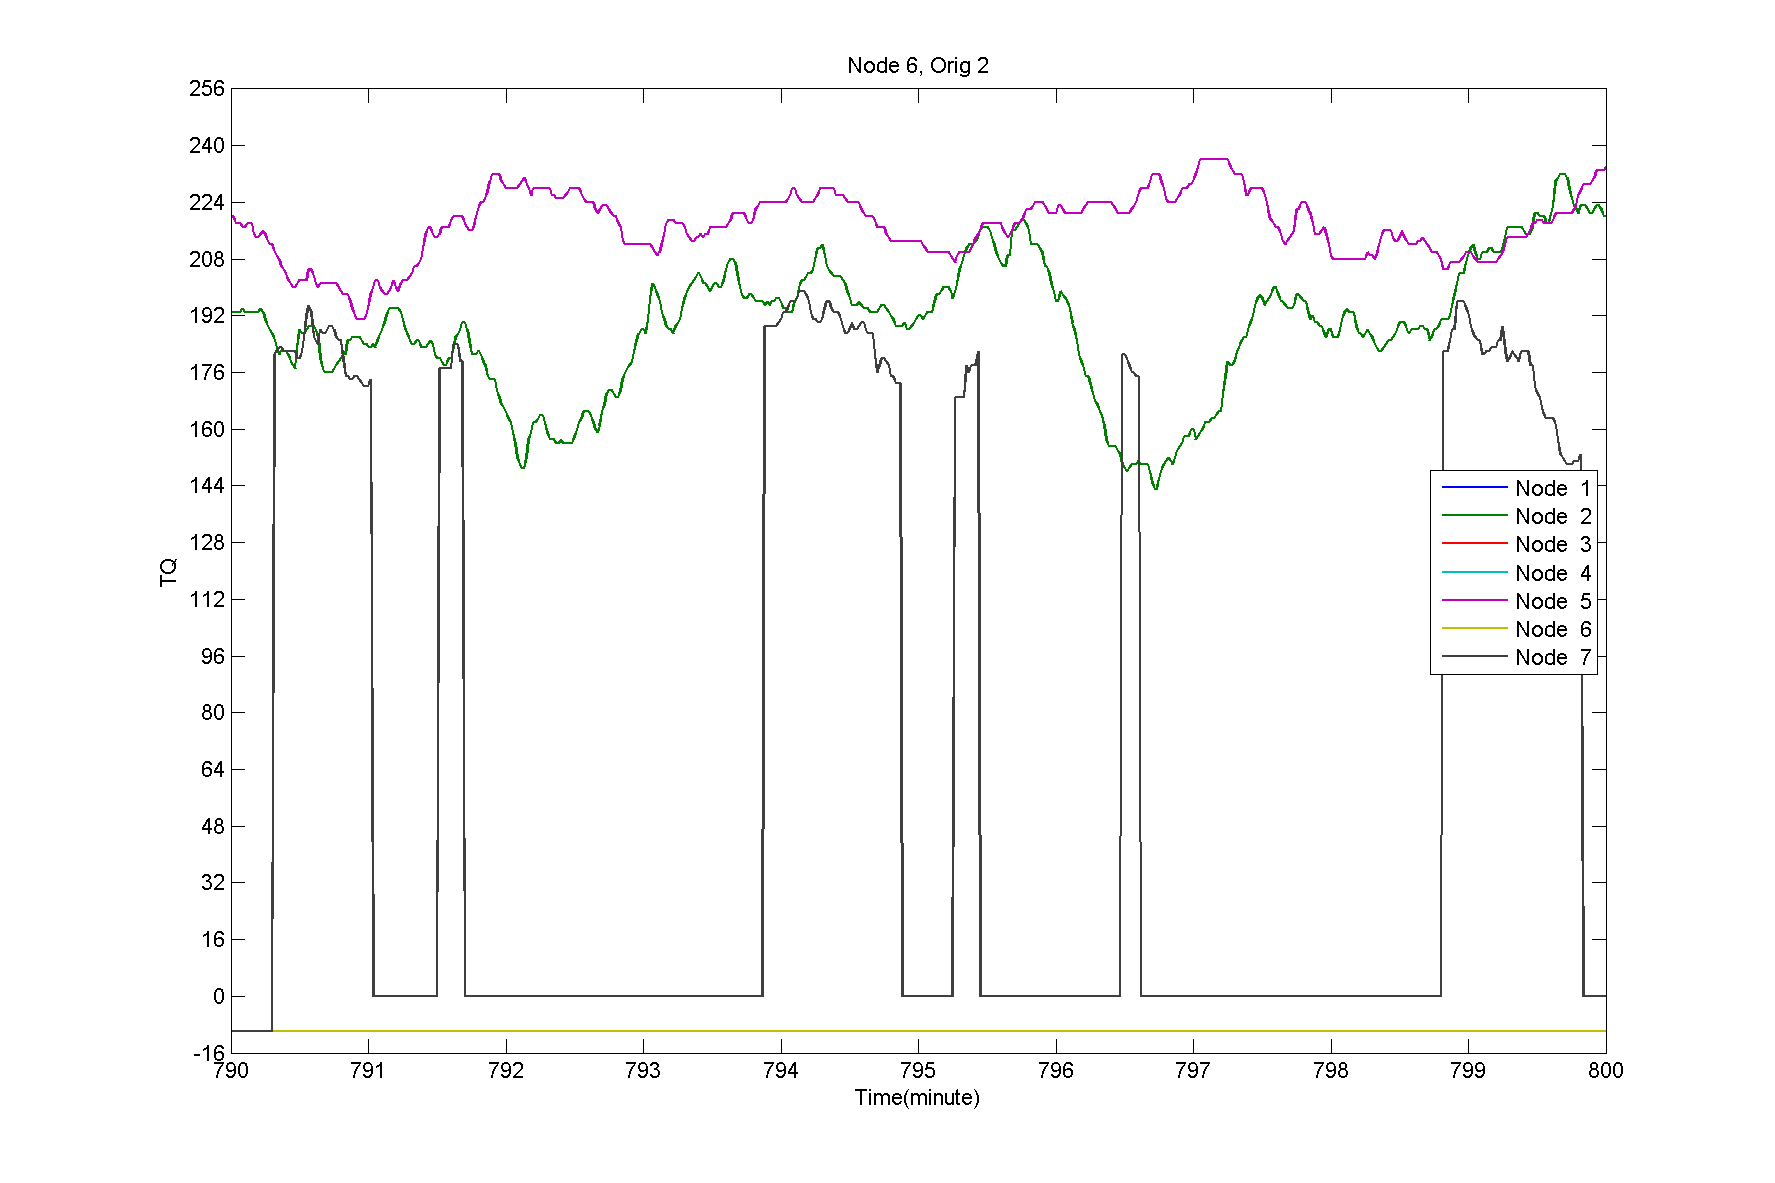 Node 6, Orig 2
256
240
224
208
192
176
160
144
128
112
96
80
64
48
32
16
0
-16
TQ
Node 1
Node 2
Node 3
Node 4
Node 5
Node 6
Node 7
790 791 792 793 794 795 796 797 798 799 800
Time(minute)